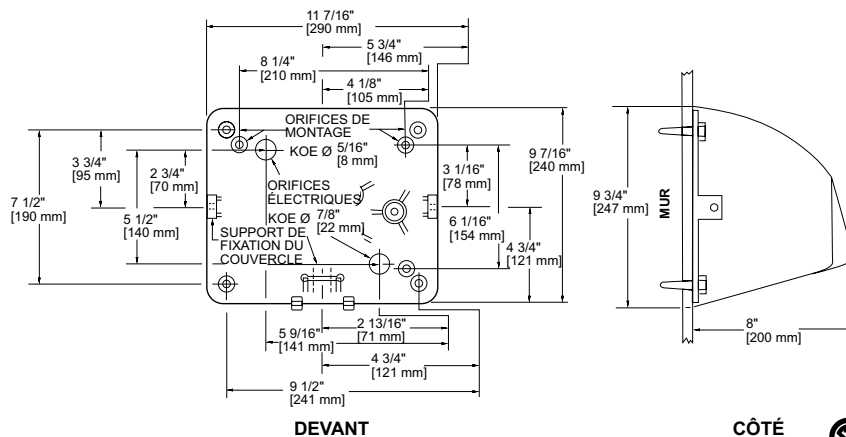 11 7/16"
[290 mm]
5 3/4"
[146 mm]
8 1/4"
[210 mm]
4 1/8"
[105 mm]
ORIFICES DE
MONTAGE
KOE Ø 5/16"
[8 mm]
3 3/4"
[95 mm]
2 3/4"
[70 mm]
7 1/2"
[190 mm]
5 1/2"
[140 mm]
ORIFICES
ÉLECTRIQUES
KOE Ø 7/8"
[22 mm]
SUPPORT DE
FIXATION DU
COUVERCLE
3 1/16"
[78 mm]
6 1/16"
[154 mm]
4 3/4"
[121 mm]
9 7/16"
[240 mm]
2 13/16"
[71 mm]
5 9/16"
[141 mm]
4 3/4"
[121 mm]
9 1/2"
[241 mm]
DEVANT
9 3/4"
[247 mm]
MUR
8"
[200 mm]
CÔTÉ